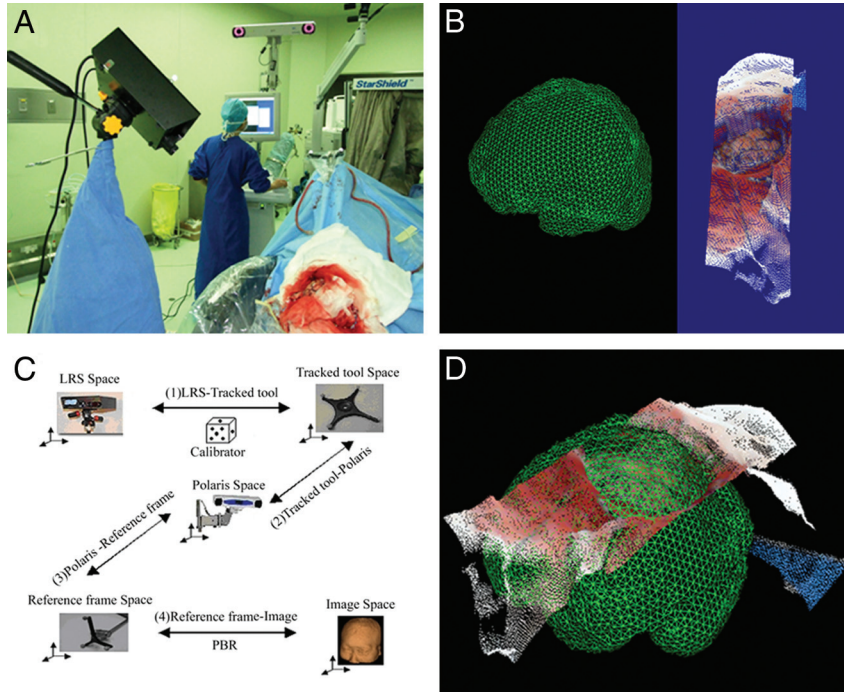 A
StarShield™
B
C
LRS Space
Tracked tool Space
(1)LRS-Tracked tool
Calibrator
Polaris Space
(2)Tracked tool-Polaris
(3)Polaris -Reference frame
Reference frame Space
(4)Reference frame-Image
Image Space
PBR
D